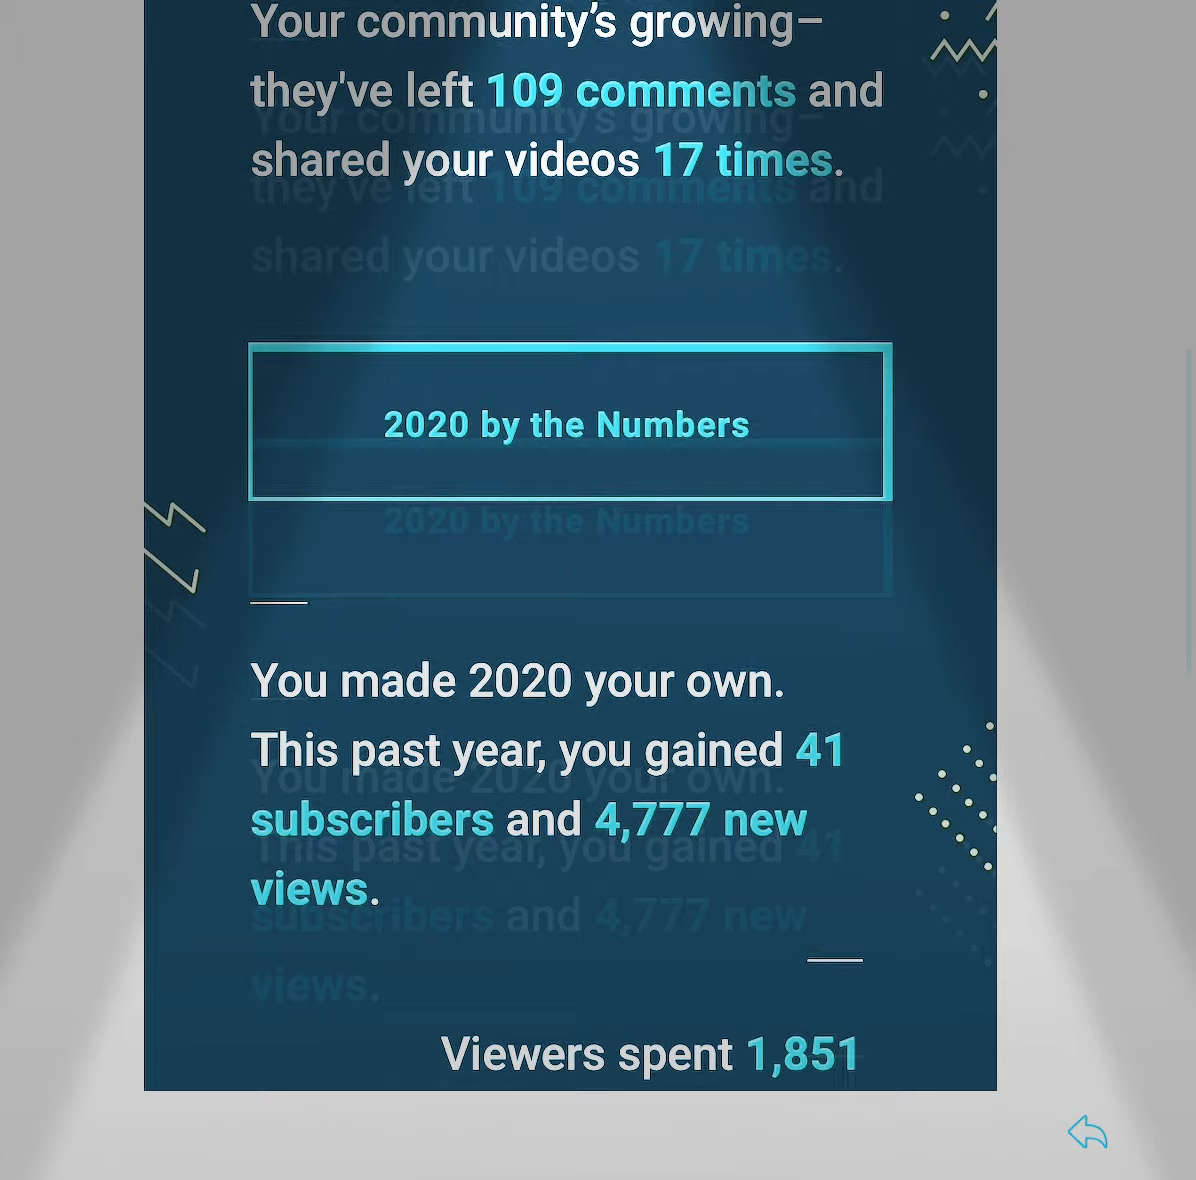 Your community’s growing–
they've left 109 comments and
shared your videos 17 times.
2020 by the Numbers
You made 2020 your own.
This past year, you gained 41
subscribers and 4,777 new
views.
Viewers spent 1,851